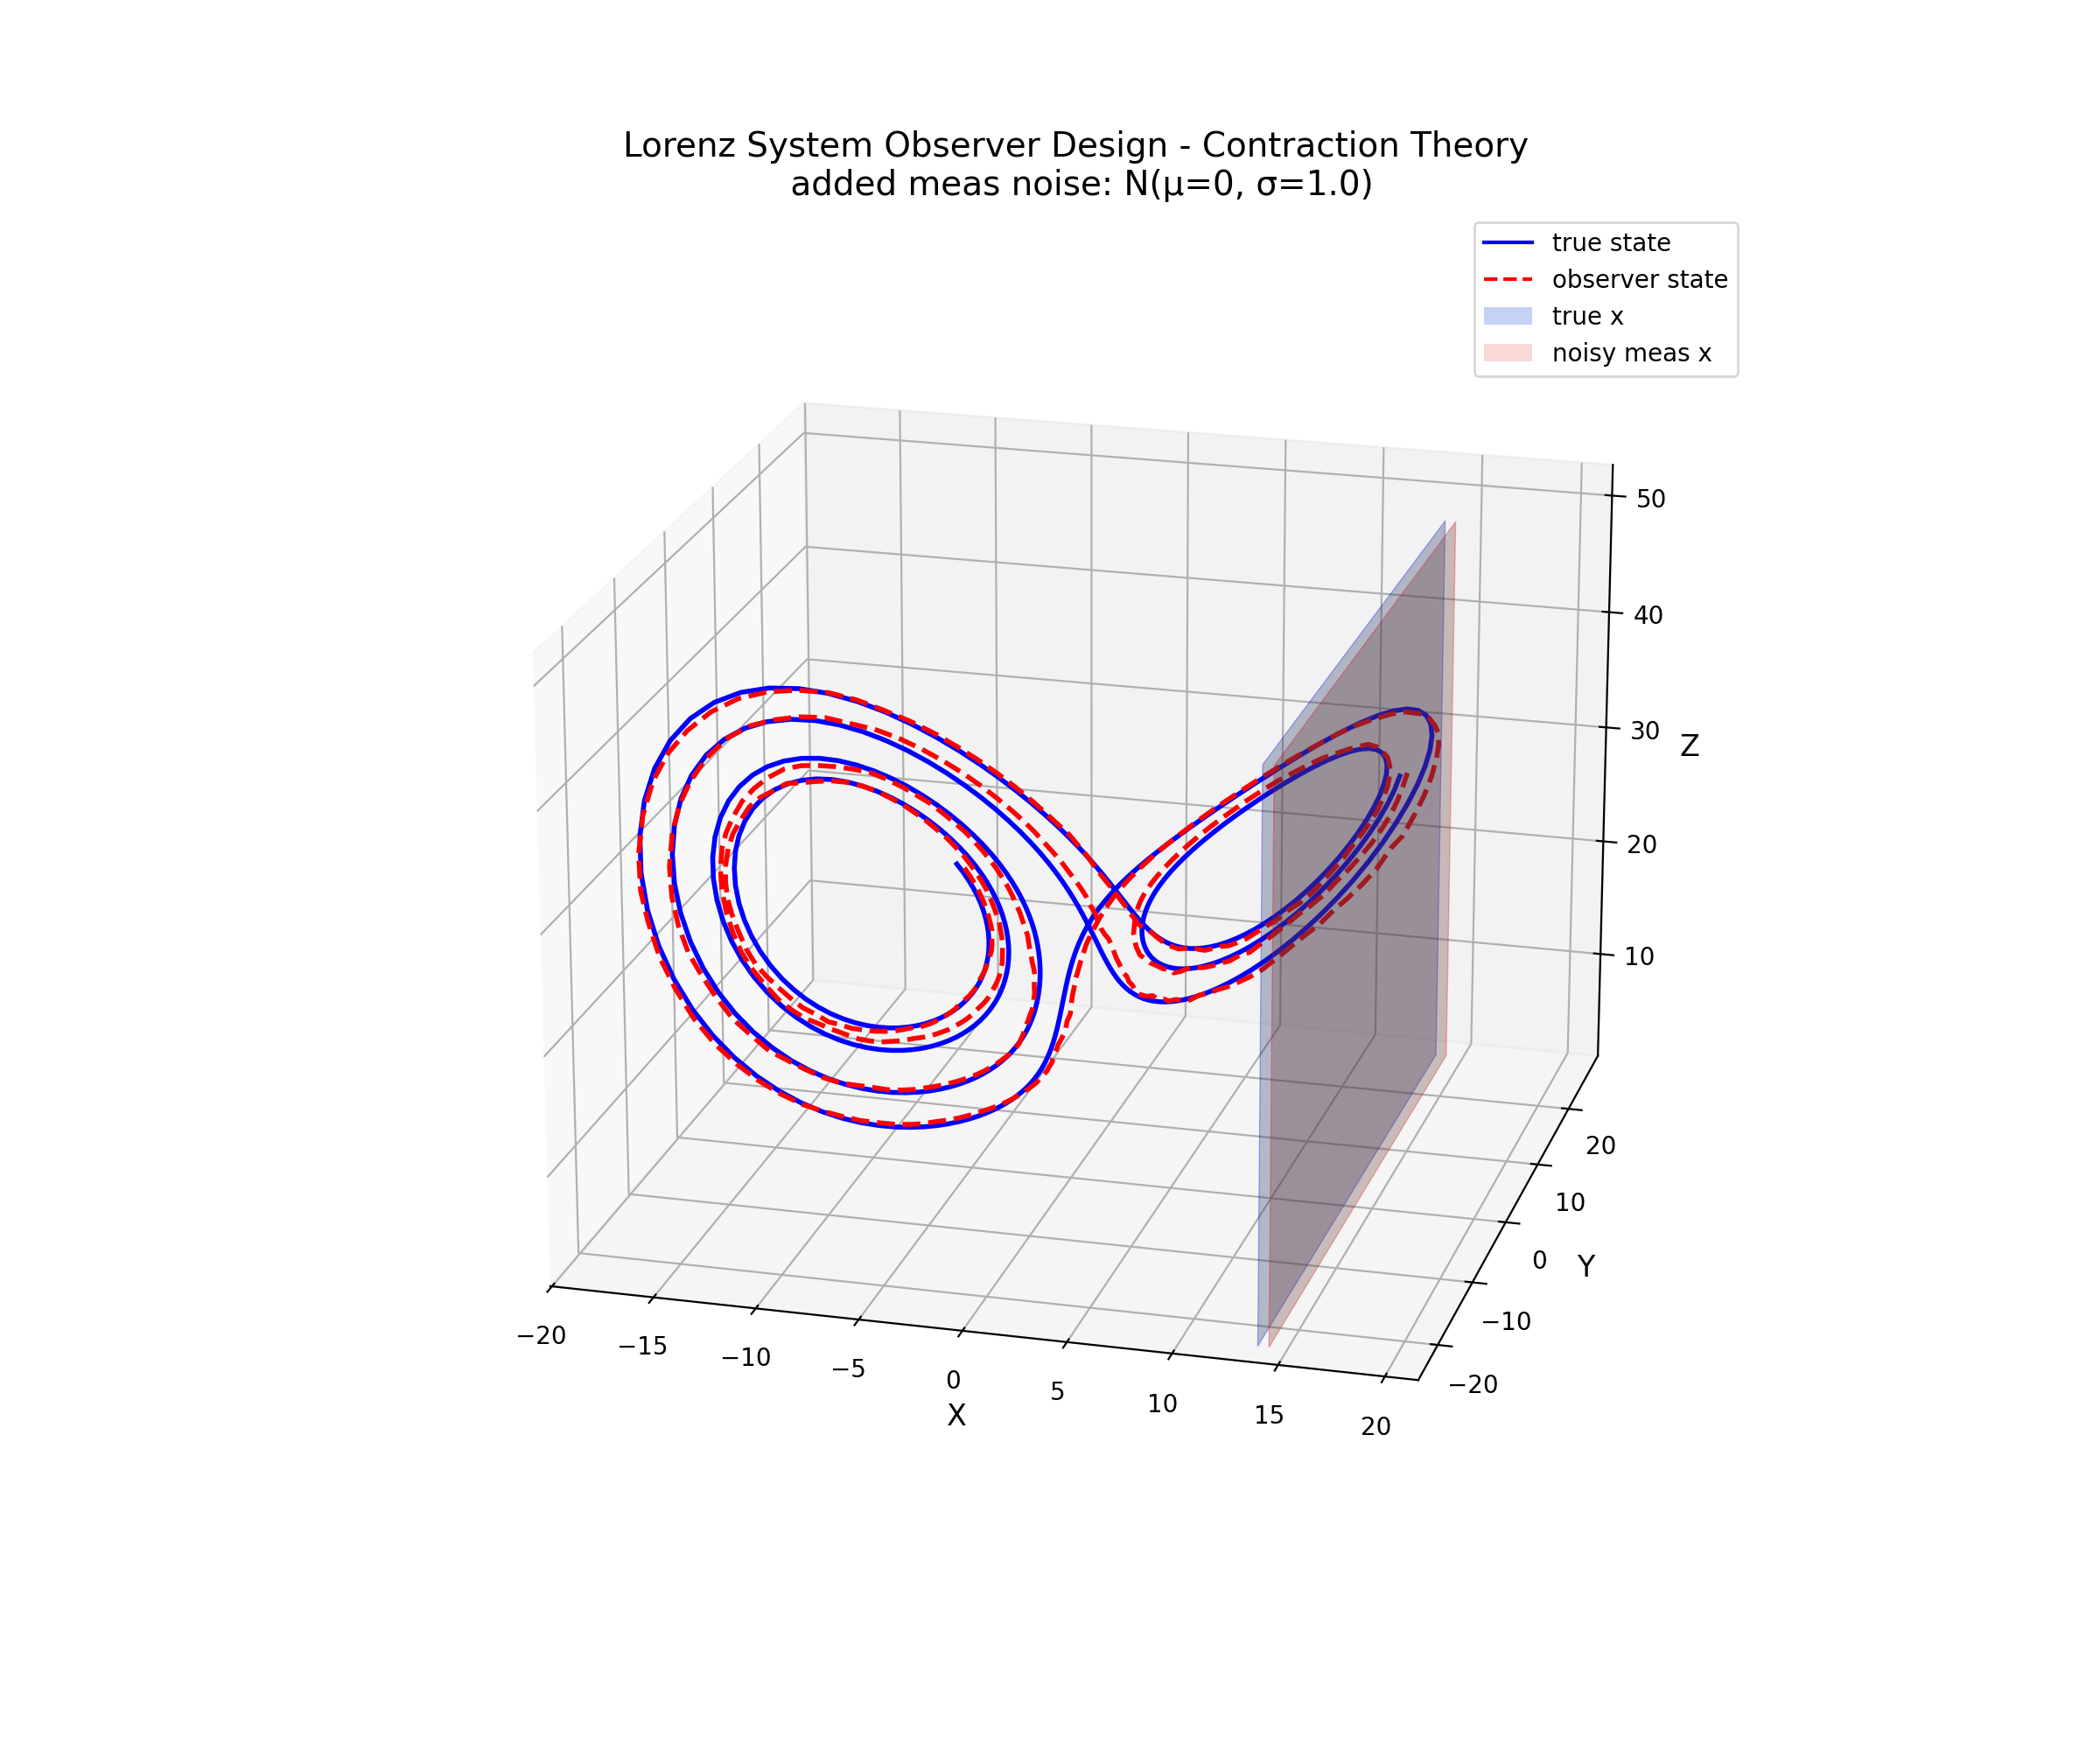 Lorenz System Observer Design - Contraction Theory
added meas noise: N(μ=0, σ=1.0)
true state
observer state
true x
noisy meas x
50
40
30
Z
20
10
20
10
0
Y
−10
−20
−20
−15
−10
−5
0
5
10
15
20
X